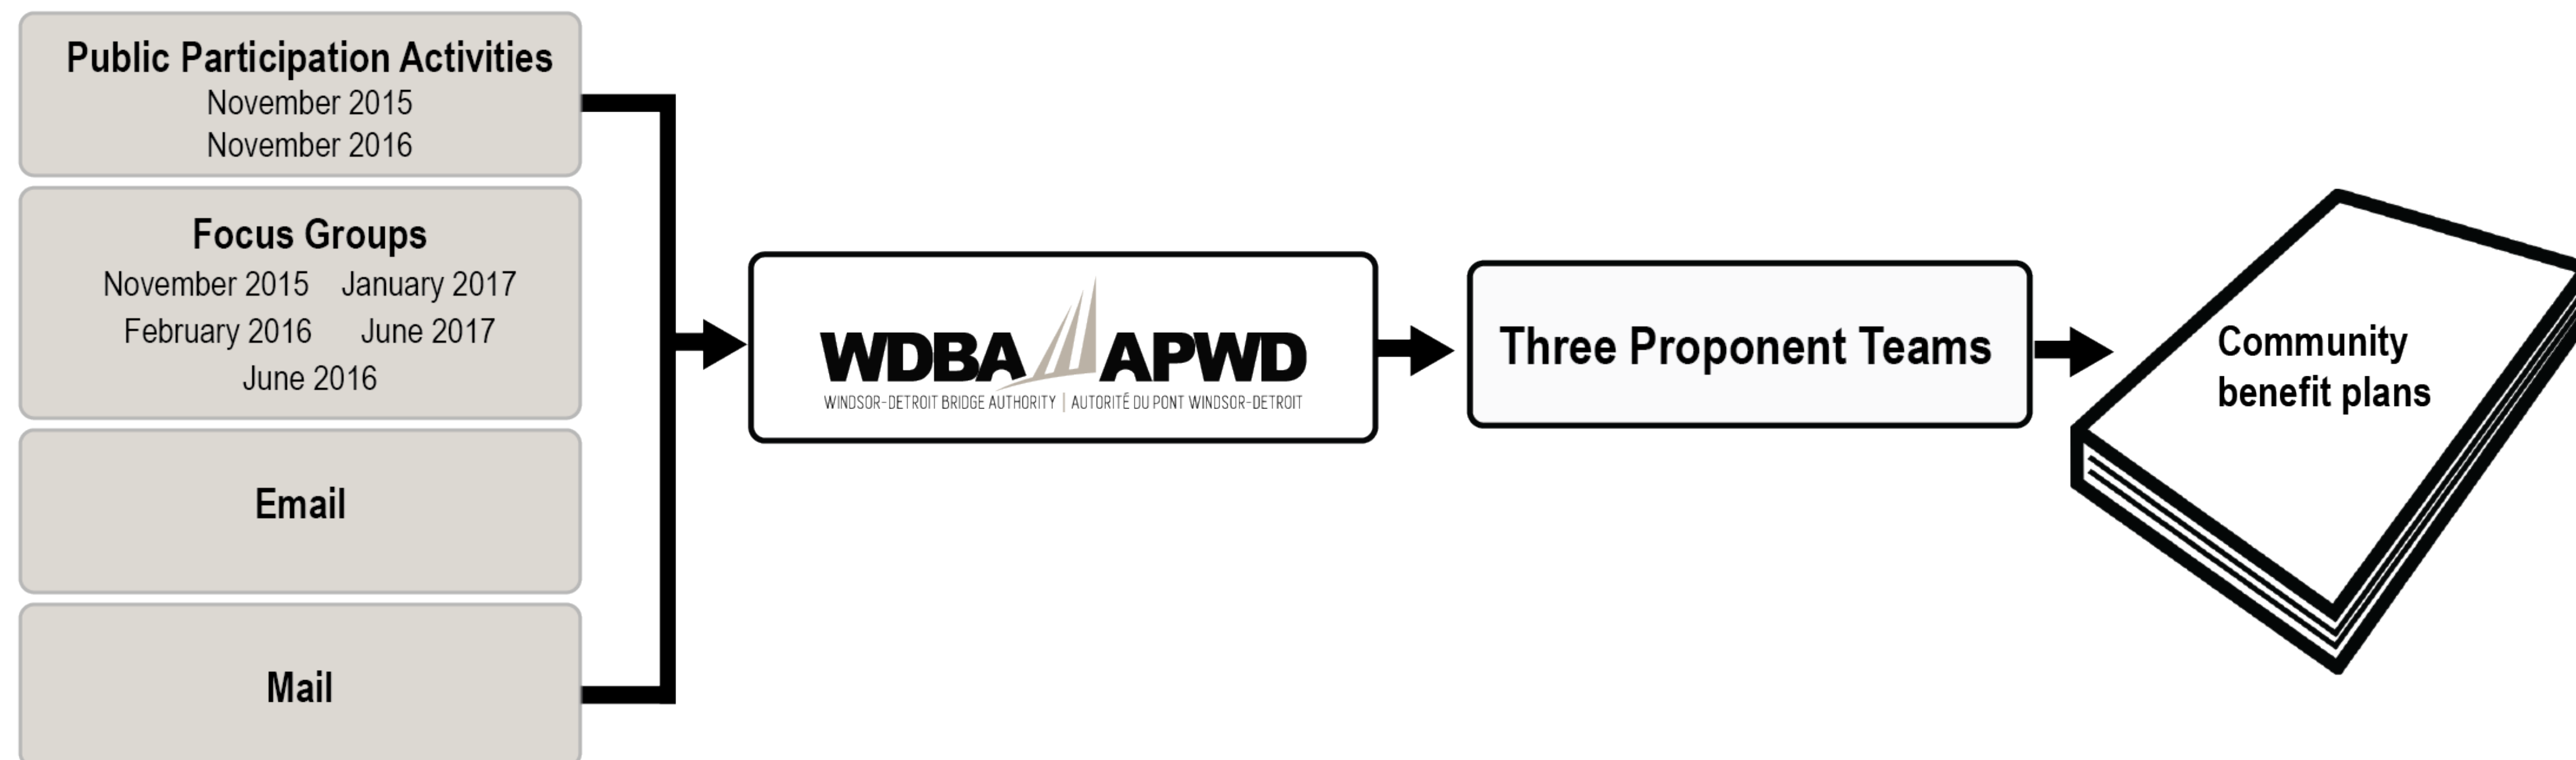 Public Participation Activities
November 2015
November 2016
Focus Groups
November 2015 January 2017
February 2016 June 2017
June 2016
Email
Mail
WDBA APWD
WINDSOR-DETROIT BRIDGE AUTHORITY | AUTORITÉ DU PONT WINDSOR-DETROIT
Three Proponent Teams
Community
benefit plans